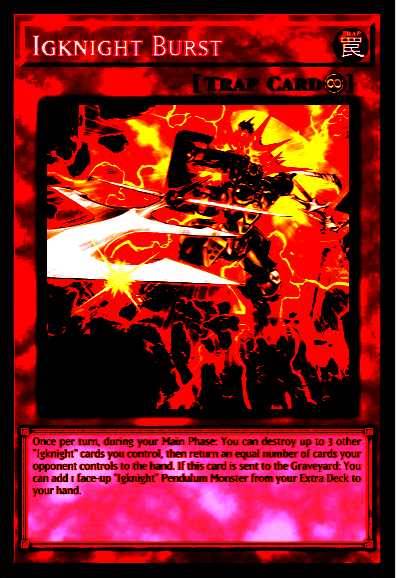 Igknight Burst
TRAP
罠
[Trap Card∞]
Once per turn, during your Main Phase: You can destroy up to 3 other
"Igknight" cards you control, then return an equal number of cards your
opponent controls to the hand. If this card is sent to the Graveyard: You
can add 1 face-up "Igknight" Pendulum Monster from your Extra Deck to
your hand.